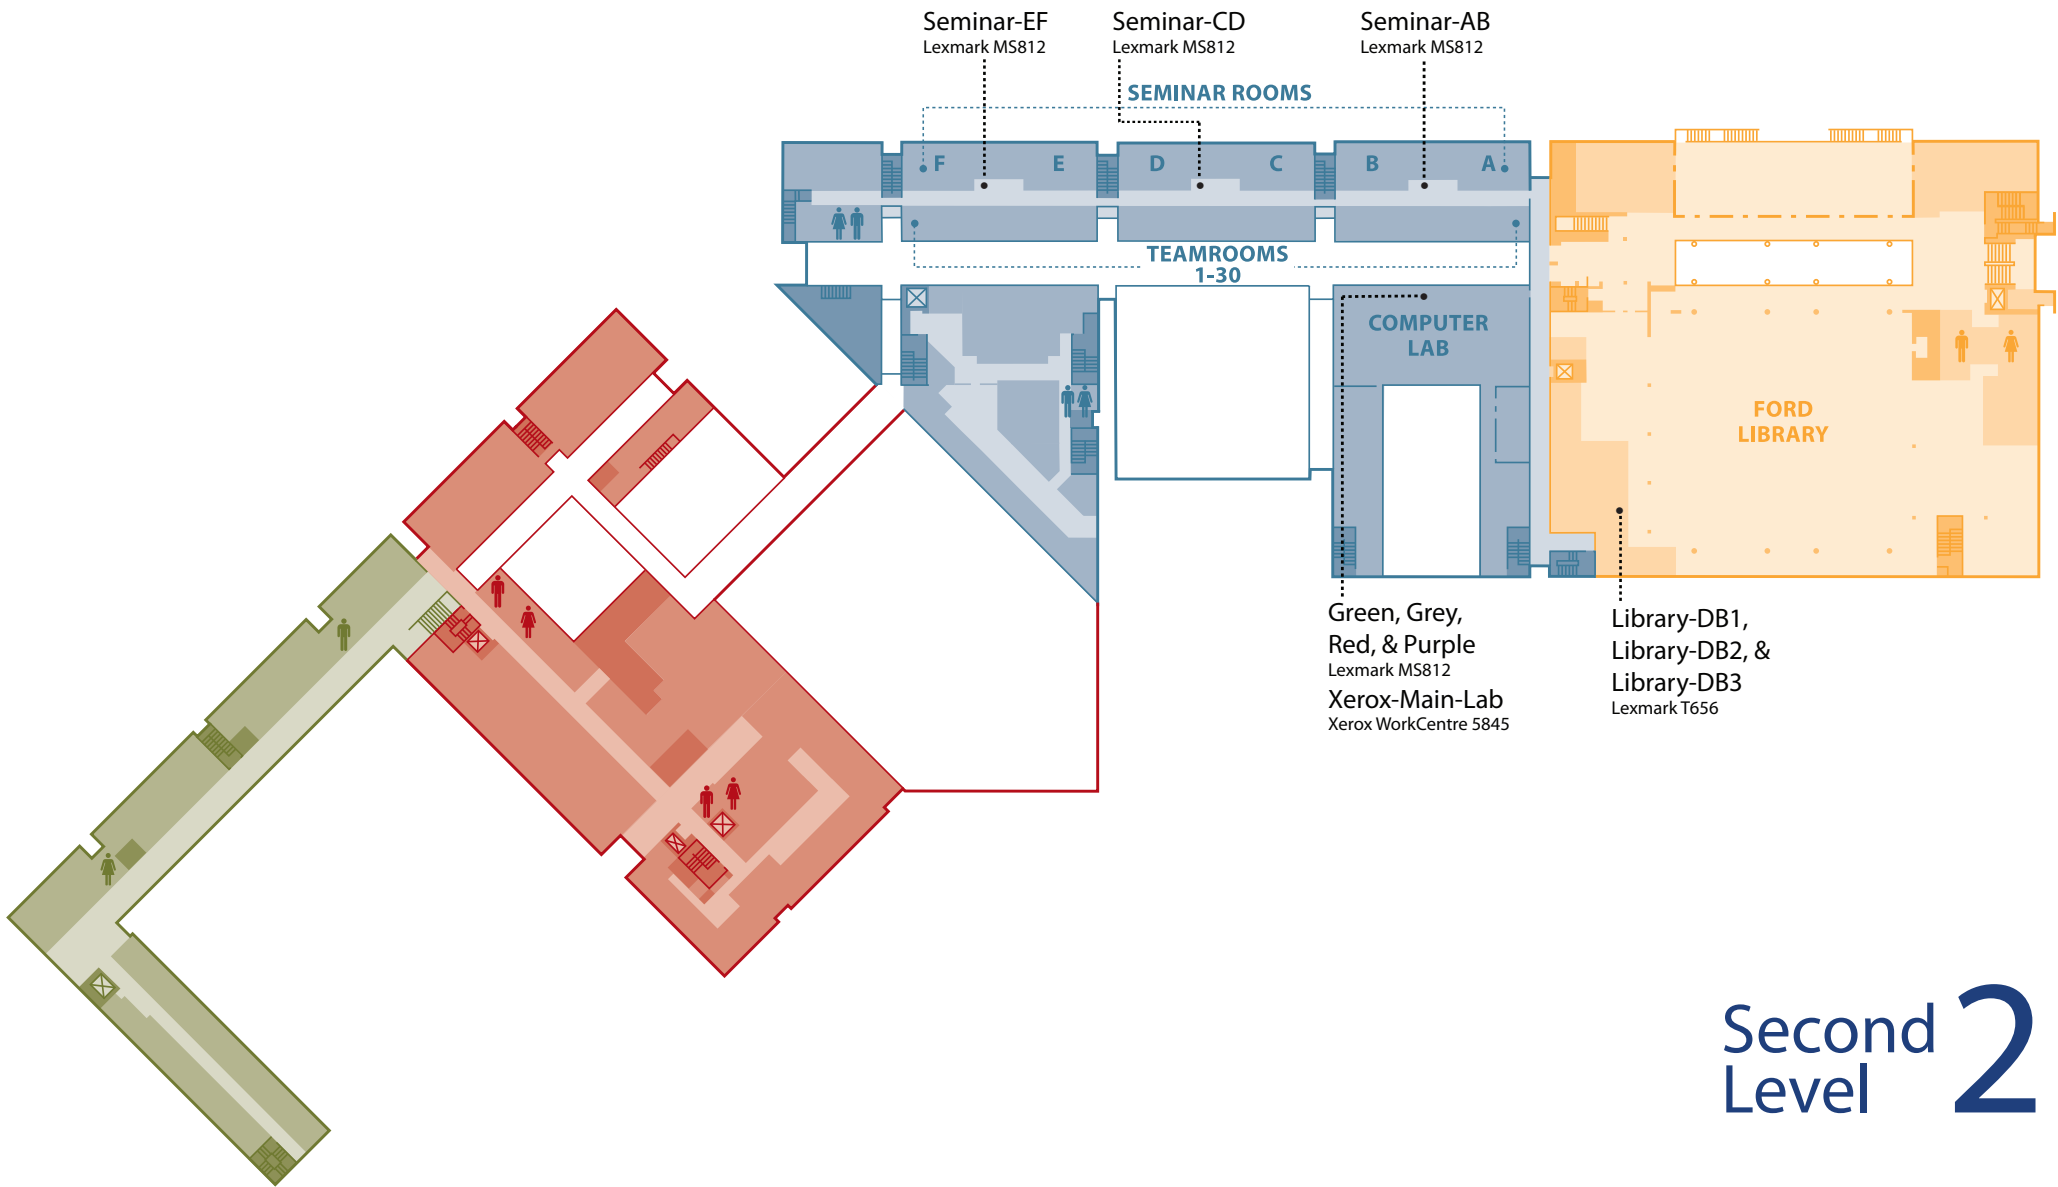 Seminar-EF
Lexmark MS812
Seminar-CD
Lexmark MS812
Seminar-AB
Lexmark MS812
SEMINAR ROOMS
F
E
D
C
B
A
TEAMROOMS
1-30
COMPUTER
LAB
FORD
LIBRARY
Green, Grey,
Red, & Purple
Lexmark MS812
Xerox-Main-Lab
Xerox WorkCentre 5845
Library-DB1,
Library-DB2, &
Library-DB3
Lexmark T656
Second
Level
2